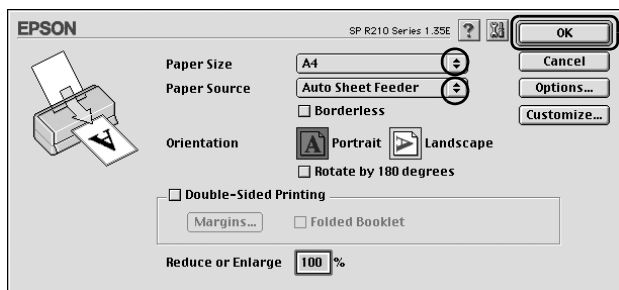 EPSON SP R210 Series 1.35E ? OK
Paper Size A4 Cancel
Paper Source Auto Sheet Feeder Options...
Borderless Customize...
Orientation A Portrait A Landscape
Rotate by 180 degrees
Double-Sided Printing
Margins... Folded Booklet
Reduce or Enlarge 100 %
A